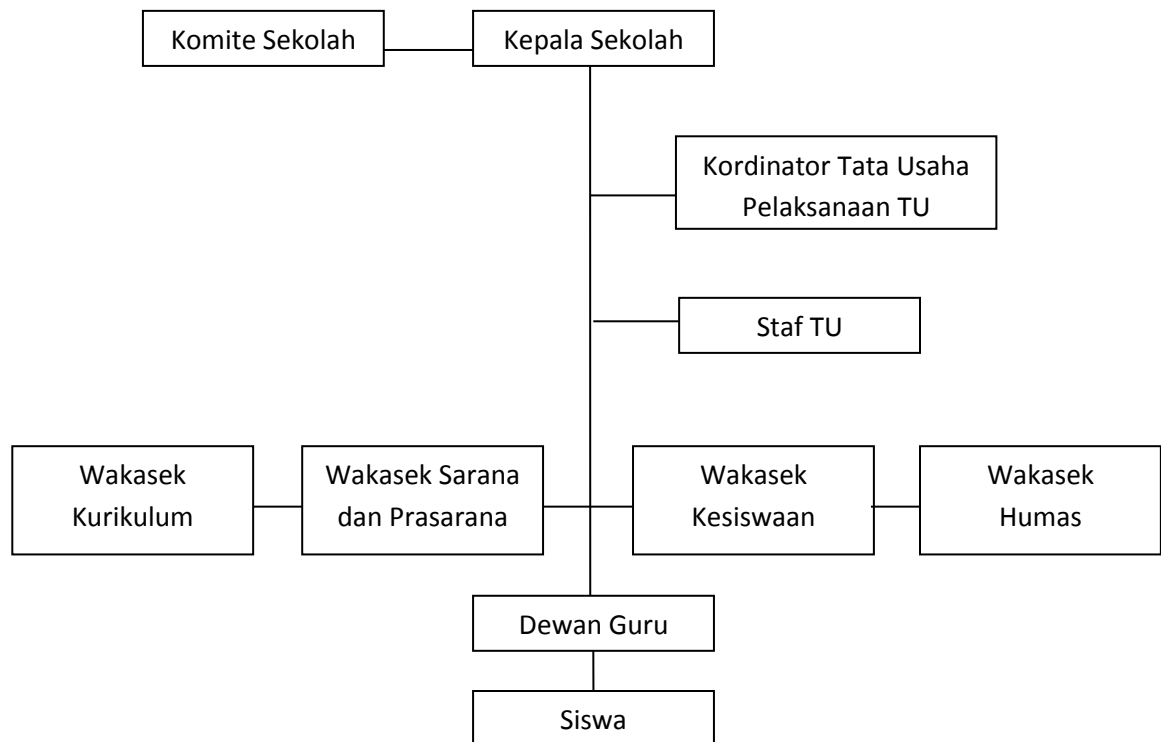 Komite Sekolah
Kepala Sekolah
Kordinator Tata Usaha
Pelaksanaan TU
Staf TU
Wakasek
Kurikulum
Wakasek Sarana
dan Prasarana
Wakasek
Kesiswaan
Wakasek
Humas
Dewan Guru
Siswa